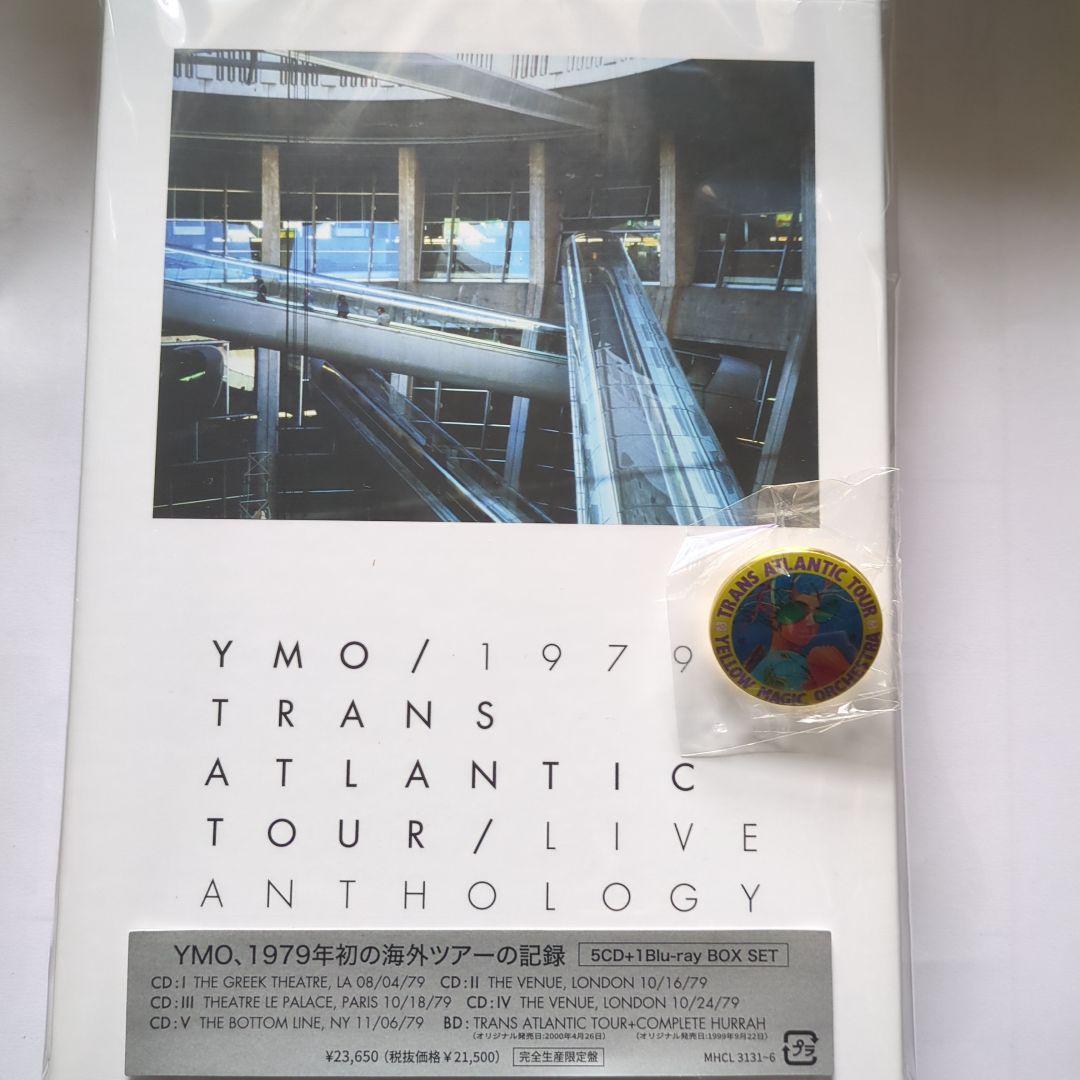 YMO/1979
TRANS
ATLANTIC
TOUR/LIVE
ANTHOLOGY
TRANS ATLANTIC TOUR
YELLOW MAGIC ORCHESTRA
YMO、1979年初の海外ツアーの記録 5CD+1Blu-ray BOX SET
CD:I THE GREEK THEATRE, LA 08/04/79 CD:II THE VENUE, LONDON 10/16/79
CD:III THEATRE LE PALACE, PARIS 10/18/79 CD:IV THE VENUE, LONDON 10/24/79
CD:V THE BOTTOM LINE, NY 11/06/79 BD: TRANS ATLANTIC TOUR+COMPLETE HURRAH
(オリジナル発売日:2000年4月26日) (オリジナル発売日:1999年9月22日)
¥23,650 (税抜価格¥21,500) 完全生産限定盤 MHCL 3131~6 プラ